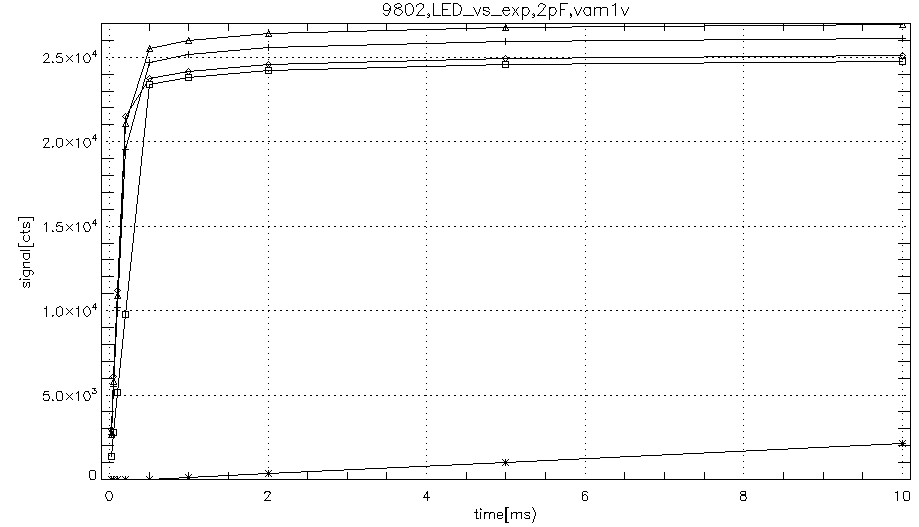 9802,LED_vs_exp,2pF,vam1v
2.5×10⁴
2.0×10⁴
1.5×10⁴
1.0×10⁴
5.0×10³
0
signal[cts]
0 2 4 6 8 10
time[ms)